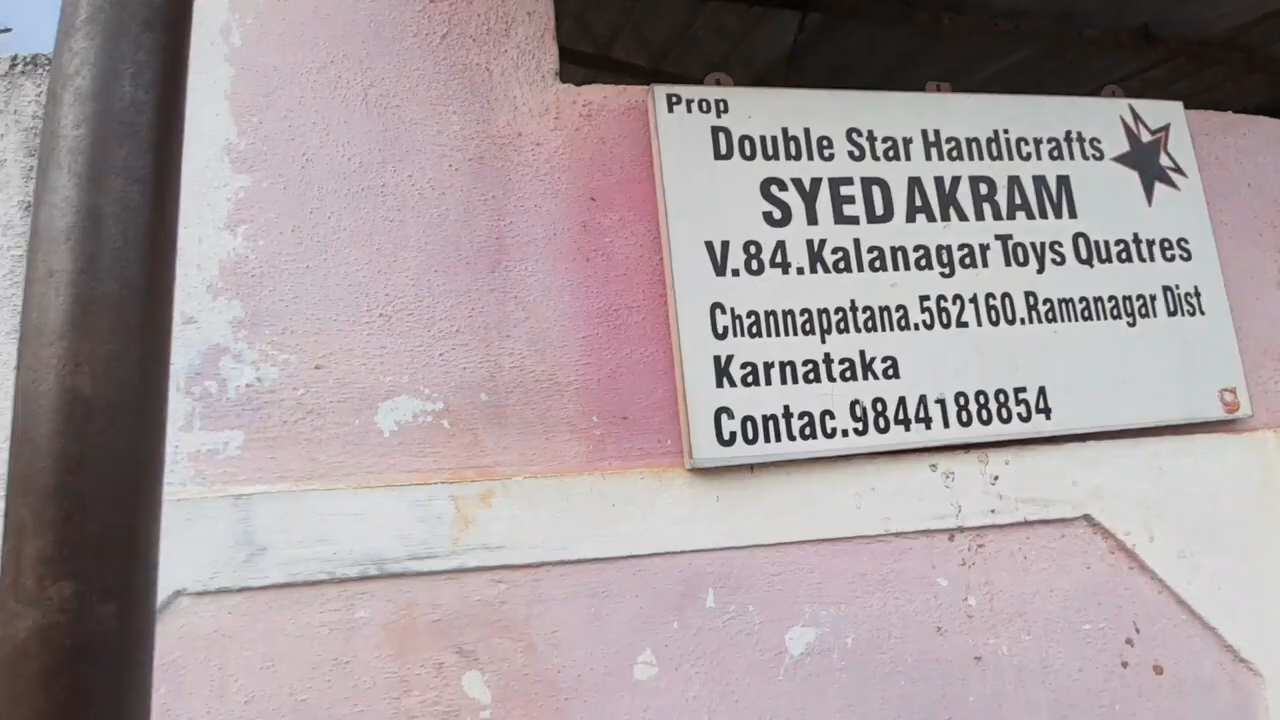 Prop
Double Star Handicrafts
SYED AKRAM
V.84.Kalanagar Toys Quatres
Channapatana.562160.Ramanagar Dist
Karnataka
Contac.9844188854